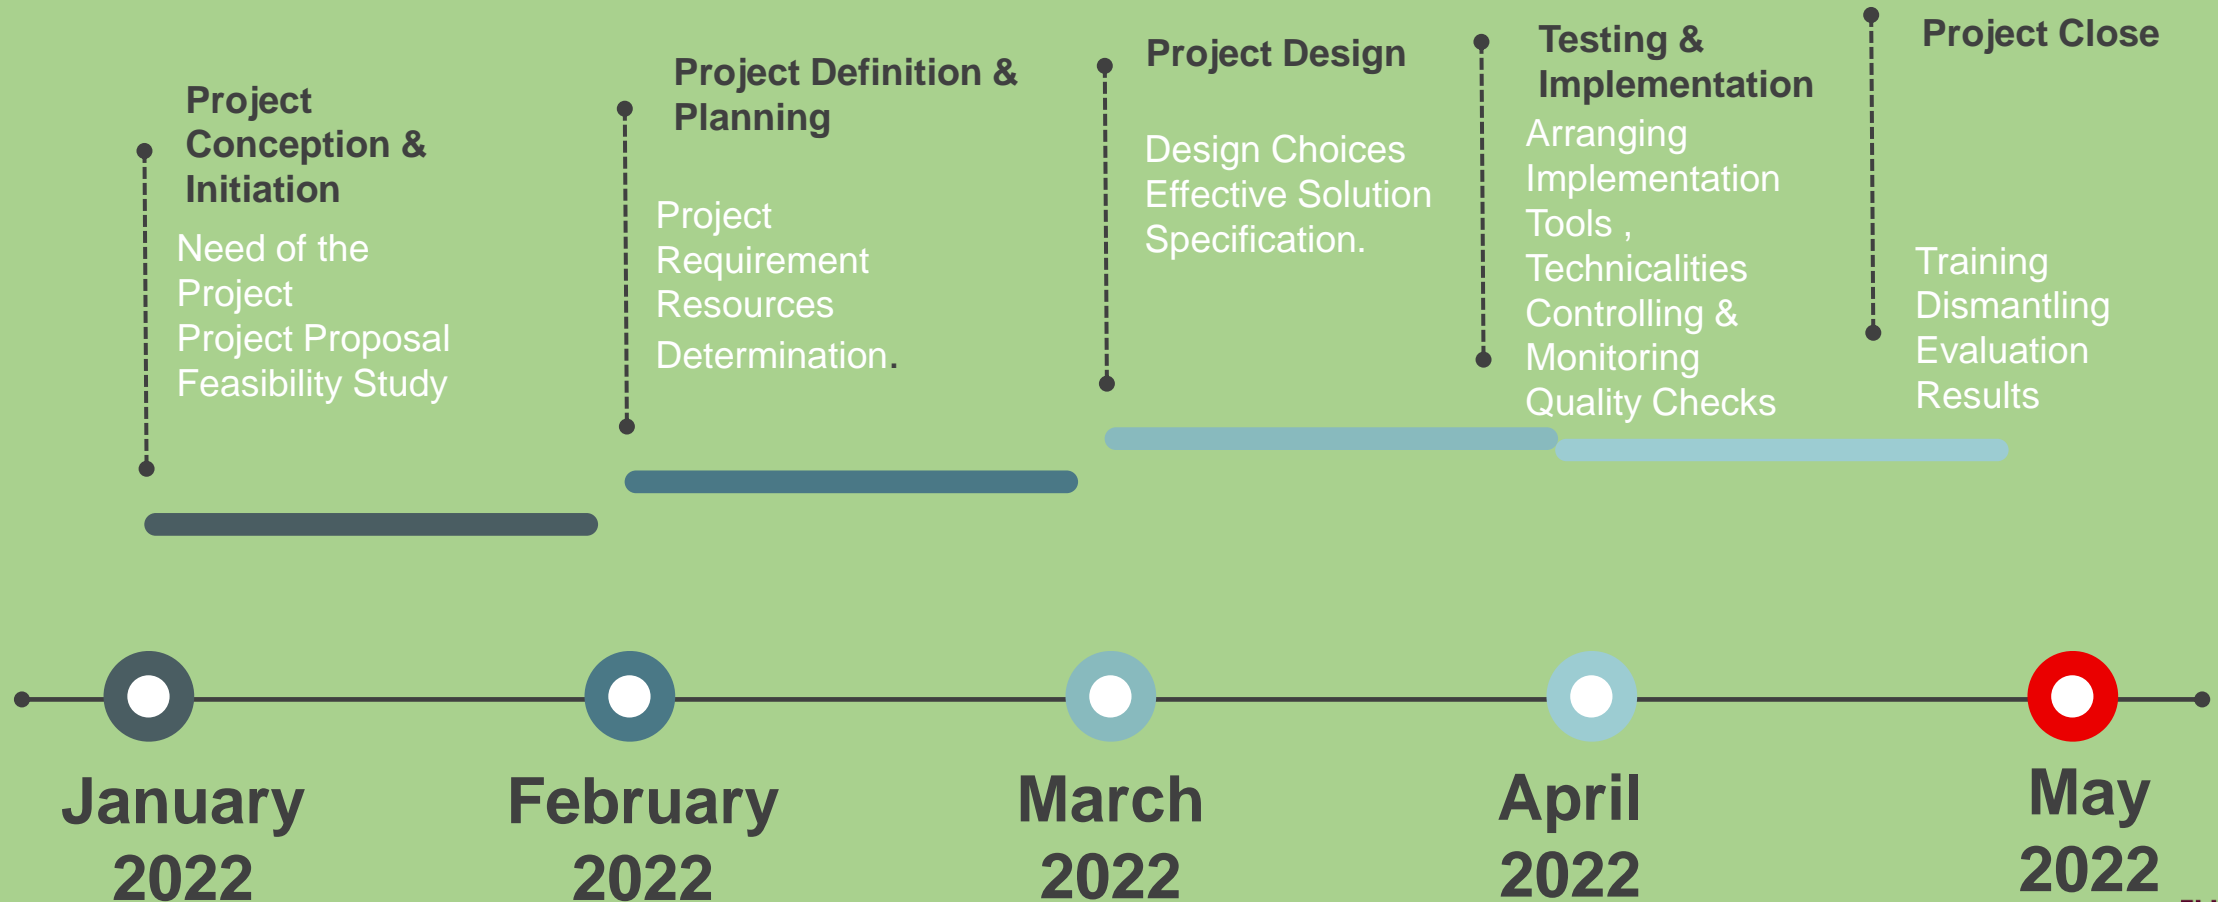 Project
Conception &
Initiation
Need of the
Project
Project Proposal
Feasibility Study
Project Definition &
Planning
Project
Requirement
Resources
Determination.
Project Design
Design Choices
Effective Solution
Specification.
Testing &
Implementation
Arranging
Implementation
Tools ,
Technicalities
Controlling &
Monitoring
Quality Checks
Project Close
Training
Dismantling
Evaluation
Results
January
2022
February
2022
March
2022
April
2022
May
2022